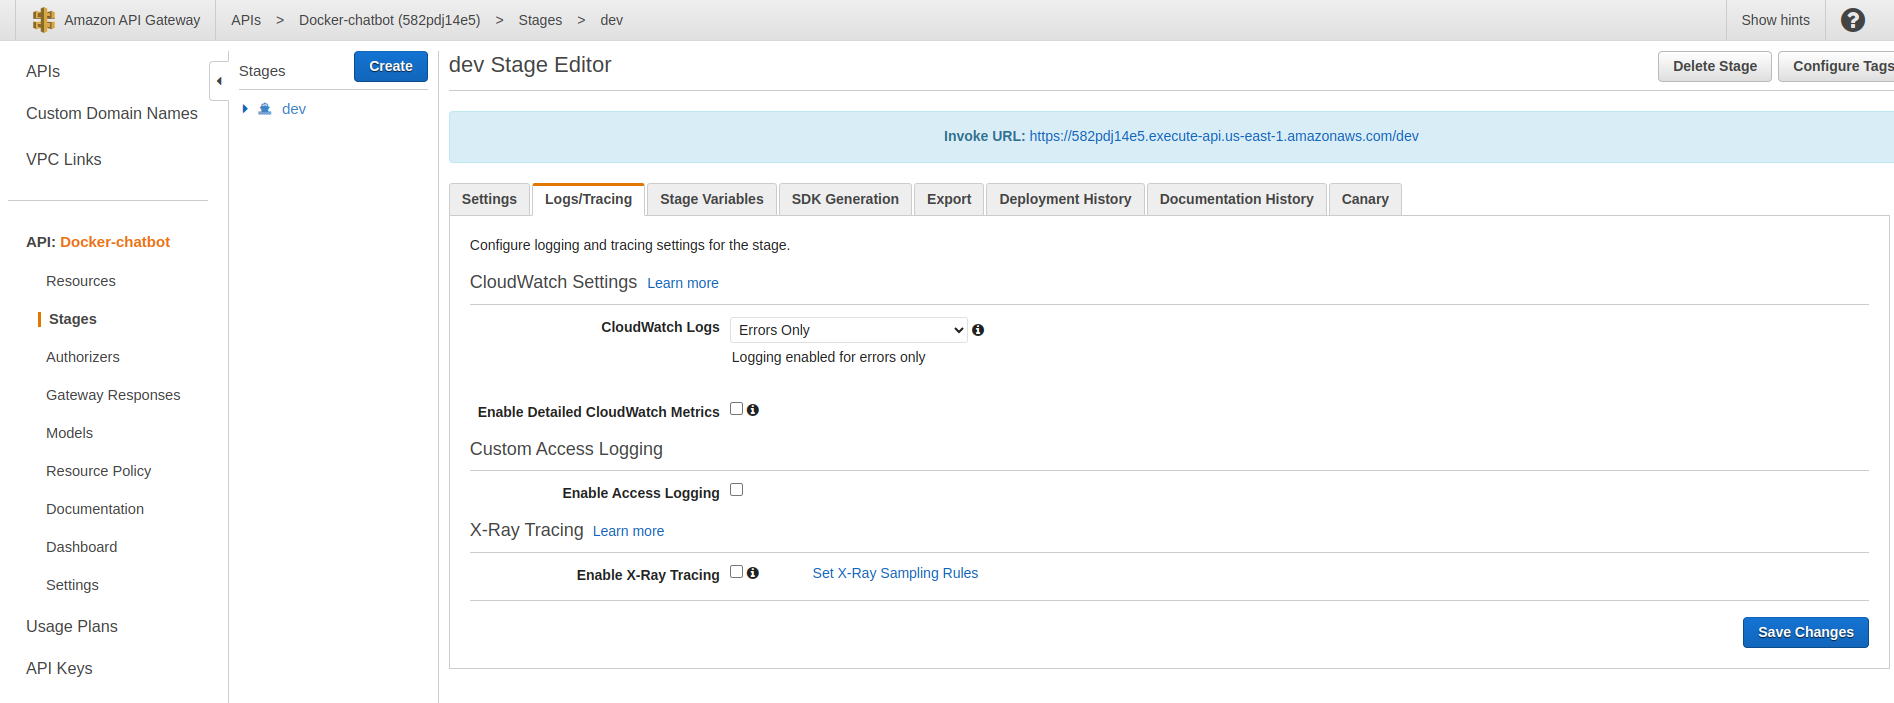 Amazon API Gateway
APIs > Docker-chatbot (582pdj14e5) > Stages > dev
Show hints
?
APIs
Custom Domain Names
VPC Links
API: Docker-chatbot
Resources
Stages
Authorizers
Gateway Responses
Models
Resource Policy
Documentation
Dashboard
Settings
Usage Plans
API Keys
Stages
Create
dev
dev Stage Editor
Delete Stage
Configure Tags
Invoke URL: https://582pdj14e5.execute-api.us-east-1.amazonaws.com/dev
Settings
Logs/Tracing
Stage Variables
SDK Generation
Export
Deployment History
Documentation History
Canary
Configure logging and tracing settings for the stage.
CloudWatch Settings Learn more
CloudWatch Logs
Errors Only
Logging enabled for errors only
Enable Detailed CloudWatch Metrics
Custom Access Logging
Enable Access Logging
X-Ray Tracing Learn more
Enable X-Ray Tracing
Set X-Ray Sampling Rules
Save Changes